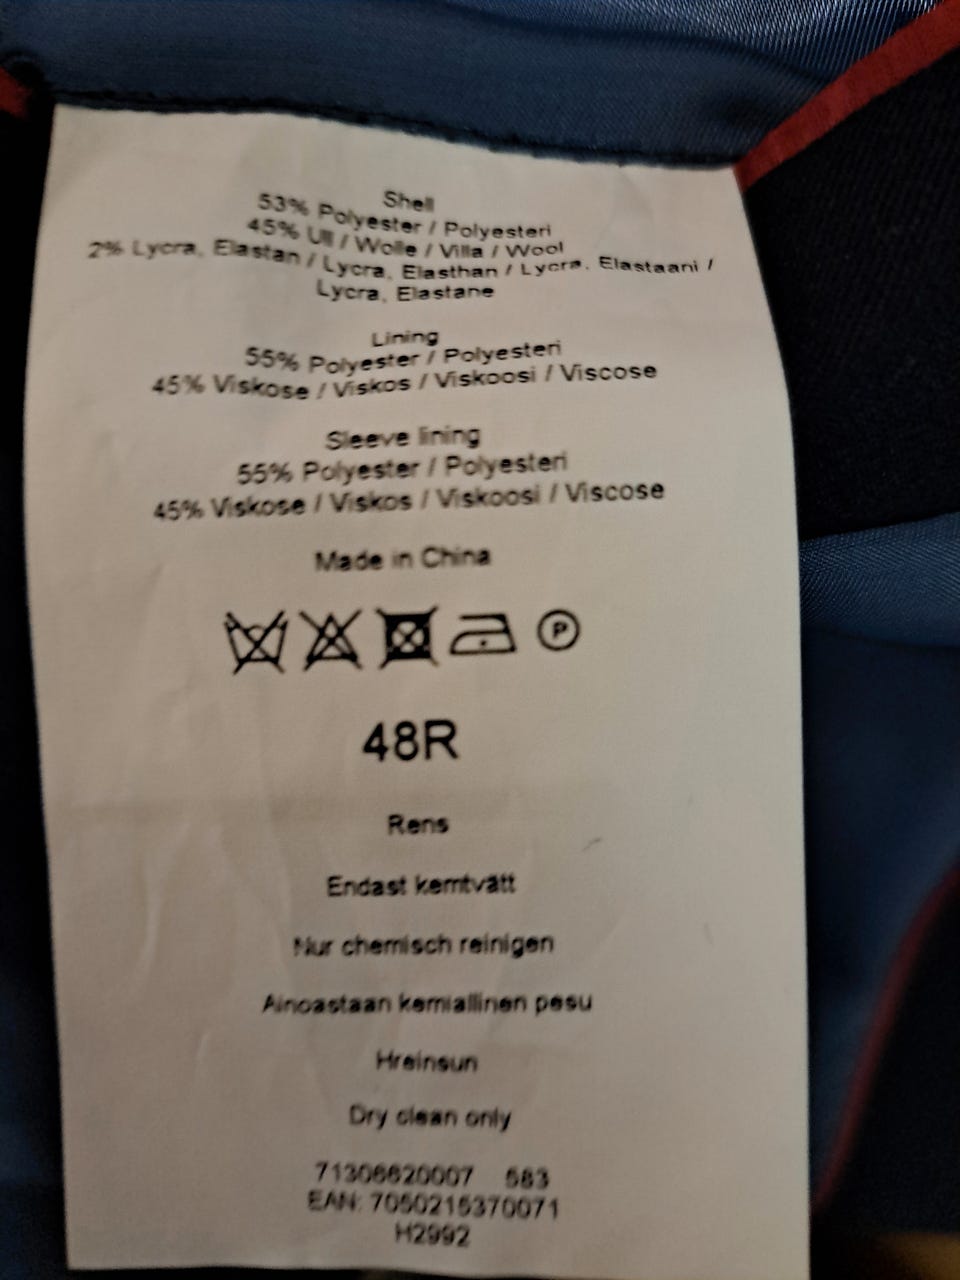 Shell
53% Polyester / Polyesteri
45% Ull / Wolle / Villa / Wool
2% Lycra, Elastan / Lycra, Elasthan / Lycra, Elastaani /
Lycra, Elastane
Lining
55% Polyester / Polyesteri
45% Viskose / Viskos / Viskoosi / Viscose
Sleeve lining
55% Polyester / Polyesteri
45% Viskose / Viskos / Viskoosi / Viscose
Made in China
P
48R
Rens
Endast kemtvätt
Nur chemisch reinigen
Ainoastaan kemiallinen pesu
Hreinsun
Dry clean only
71306620007 583
EAN: 7050215370071
H2992